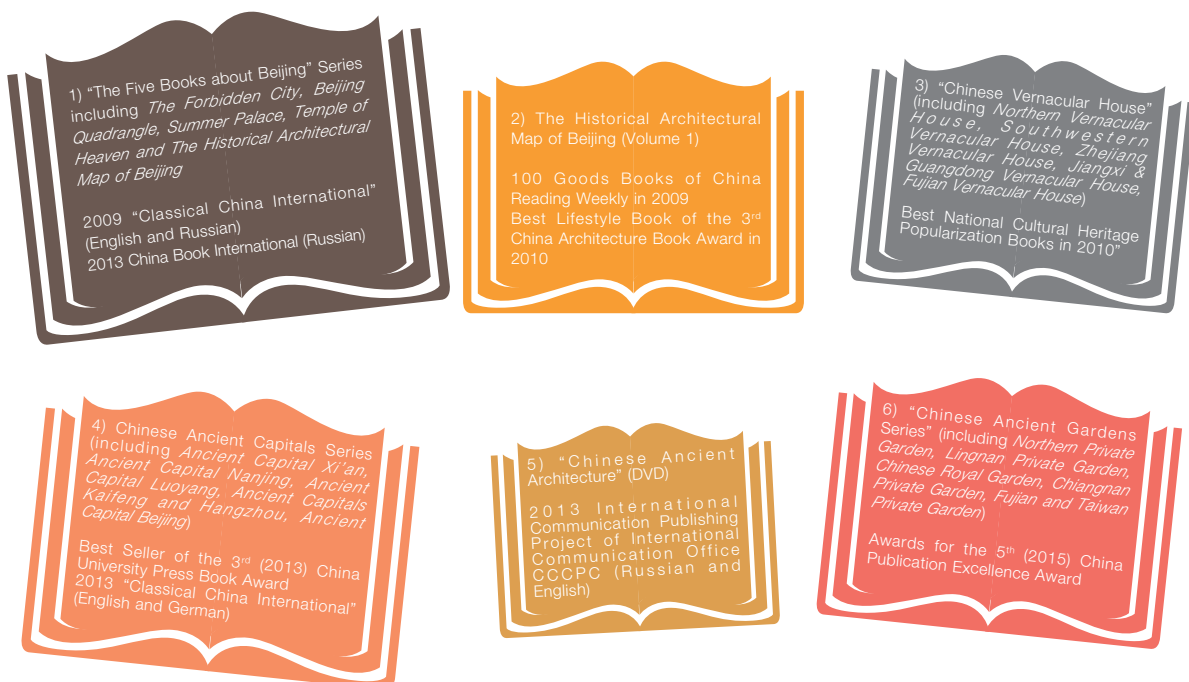 1) “The Five Books about Beijing” Series
including The Forbidden City, Beijing
Quadrangle, Summer Palace, Temple of
Heaven and The Historical Architectural
Map of Beijing
2009 “Classical China International”
(English and Russian)
2013 China Book International (Russian)
2) The Historical Architectural
Map of Beijing (Volume 1)
100 Goods Books of China
Reading Weekly in 2009
Best Lifestyle Book of the 3rd
China Architecture Book Award in
2010
3) “Chinese Vernacular House”
(including Northern Vernacular
House, Southwestern
Vernacular House, Zhejiang
Vernacular House, Jiangxi &
Guangdong Vernacular House,
Fujian Vernacular House)
Best National Cultural Heritage
Popularization Books in 2010”
4) Chinese Ancient Capitals Series
(including Ancient Capital Xi’an,
Ancient Capital Nanjing, Ancient
Capital Luoyang, Ancient Capitals
Kaifeng and Hangzhou, Ancient
Capital Beijing)
Best Seller of the 3rd (2013) China
University Press Book Award
2013 “Classical China International”
(English and German)
5) “Chinese Ancient
Architecture” (DVD)
2013 International
Communication Publishing
Project of International
Communication Office
CCCPC (Russian and
English)
6) “Chinese Ancient Gardens
Series” (including Northern Private
Garden, Lingnan Private Garden,
Chinese Royal Garden, Chiangnan
Private Garden, Fujian and Taiwan
Private Garden)
Awards for the 5th (2015) China
Publication Excellence Award